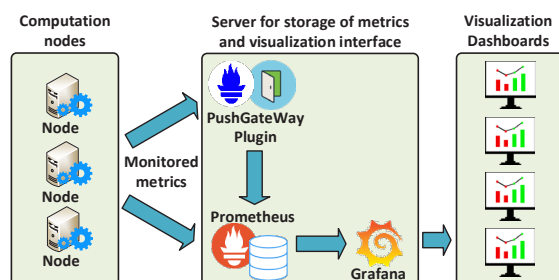 Computation
nodes
Server for storage of metrics
and visualization interface
Visualization
Dashboards
Node
Node
Node
Monitored
metrics
PushGateWay
Plugin
Prometheus
Grafana